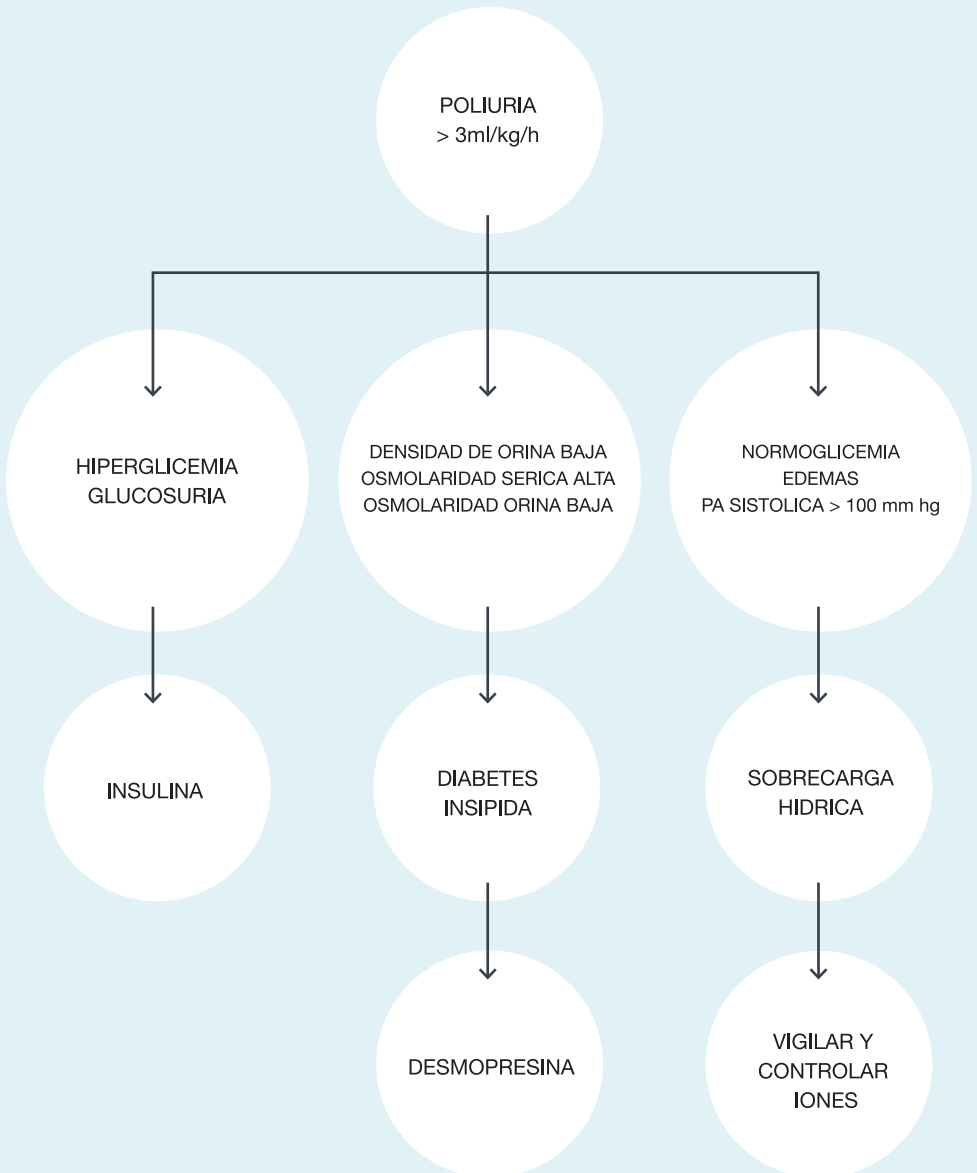 POLIURIA
> 3ml/kg/h
HIPERGLICEMIA
GLUCOSURIA
DENSIDAD DE ORINA BAJA
OSMOLARIDAD SERICA ALTA
OSMOLARIDAD ORINA BAJA
NORMOGLICEMIA
EDEMAS
PA SISTOLICA > 100 mm hg
INSULINA
DIABETES
INSIPIDA
SOBRECARGA
HIDRICA
DESMOPRESINA
VIGILAR Y
CONTROLAR
IONES